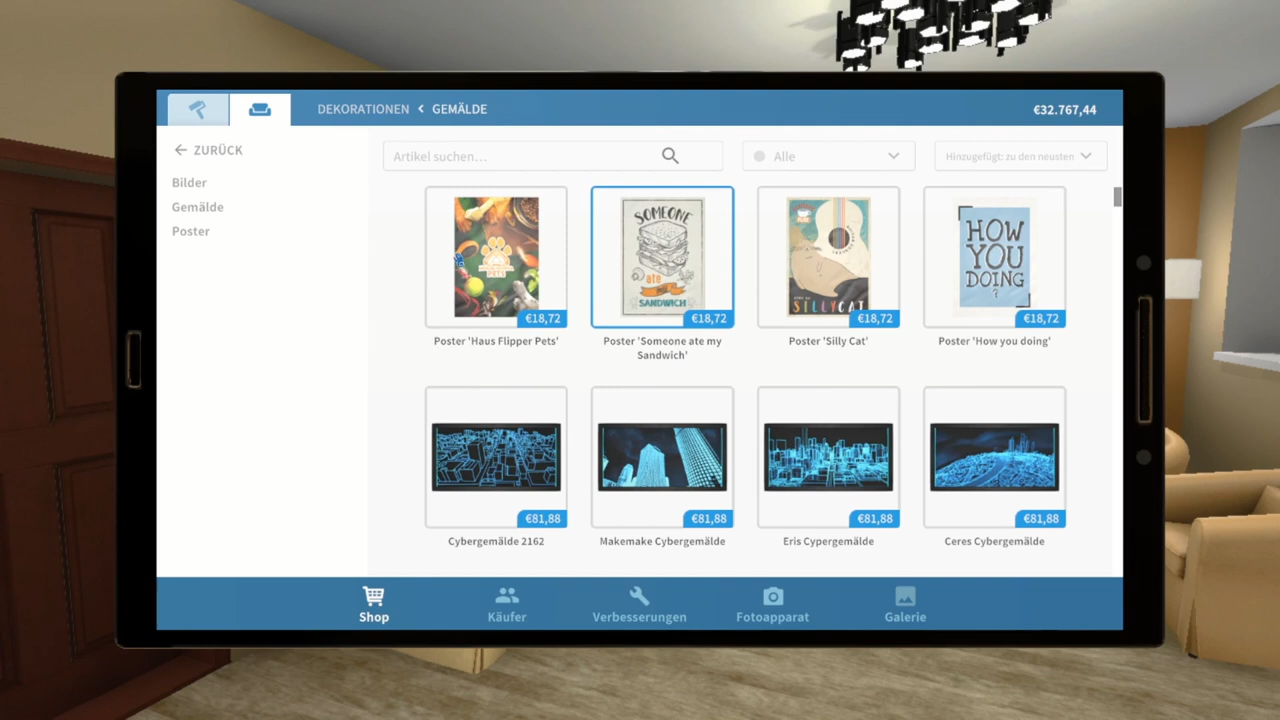 DEKORATIONEN < GEMÄLDE
€32.767,44
ZURÜCK
Bilder
Gemälde
Poster
Artikel suchen...
Alle
Hinzugefügt: zu den neusten
PETS
€18,72
SOMEONE
ate
MY
SANDWICH
€18,72
SILLYCAT
€18,72
HOW
YOU
DOING
?
€18,72
Poster 'Haus Flipper Pets'
Poster 'Someone ate my
Sandwich'
Poster 'Silly Cat'
Poster 'How you doing'
€81,88
€81,88
€81,88
€81,88
Cybergemälde 2162
Makemake Cybergemälde
Eris Cypergemälde
Ceres Cybergemälde
Shop
Käufer
Verbesserungen
Fotoapparat
Galerie